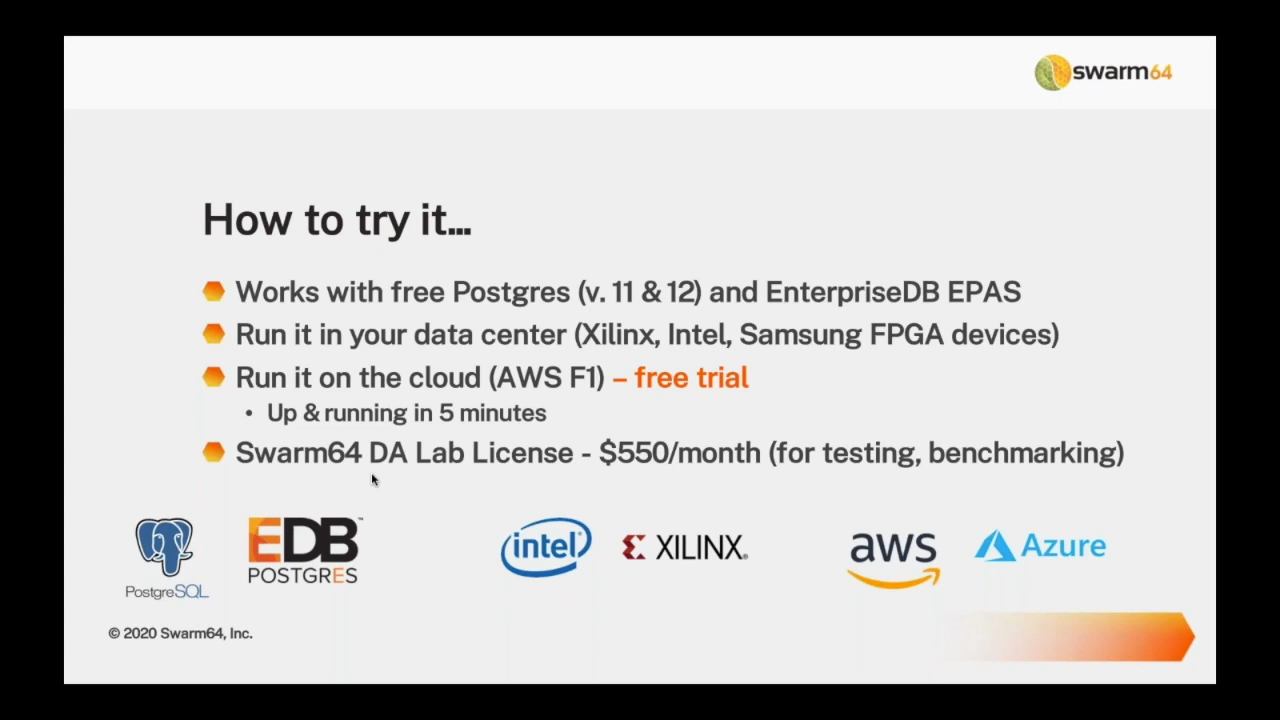 swarm64
How to try it...
Works with free Postgres (v. 11 & 12) and EnterpriseDB EPAS
Run it in your data center (Xilinx, Intel, Samsung FPGA devices)
Run it on the cloud (AWS F1) – free trial
• Up & running in 5 minutes
Swarm64 DA Lab License - $550/month (for testing, benchmarking)
PostgreSQL
EDB™
POSTGRES
intel®
XILINX®
aws
Azure
© 2020 Swarm64, Inc.